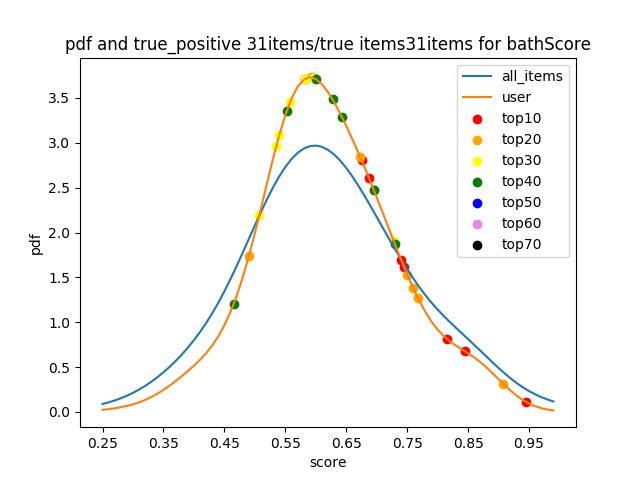 pdf and true_positive 31items/true items31items for bathScore
all_items
user
top10
top20
top30
top40
top50
top60
top70
pdf
3.5
3.0
2.5
2.0
1.5
1.0
0.5
0.0
0.25 0.35 0.45 0.55 0.65 0.75 0.85 0.95
score